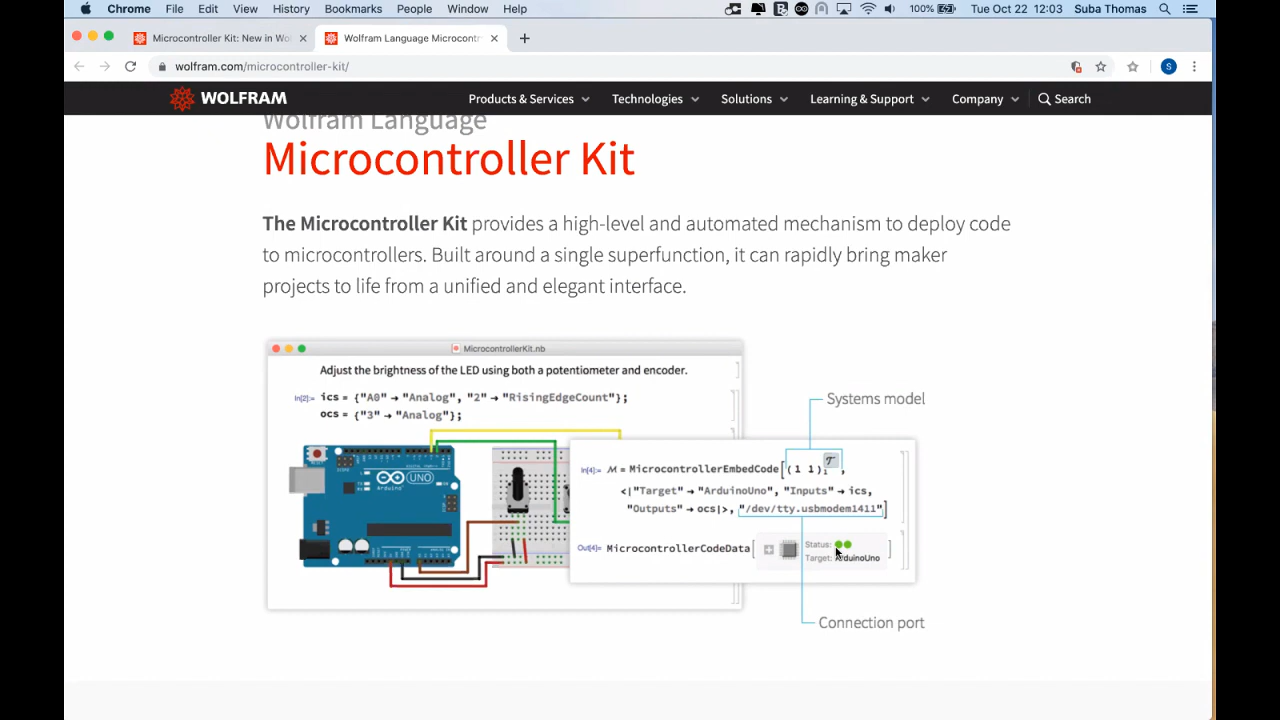 Chrome File Edit View History Bookmarks People Window Help 100% Tue Oct 22 12:03 Suba Thomas
Microcontroller Kit: New in Wo
Wolfram Language Microcontr
wolfram.com/microcontroller-kit/ S
WOLFRAM Products & Services Technologies Solutions Learning & Support Company Search
Wolfram Language
Microcontroller Kit
The Microcontroller Kit provides a high-level and automated mechanism to deploy code
to microcontrollers. Built around a single superfunction, it can rapidly bring maker
projects to life from a unified and elegant interface.
MicrocontrollerKit.nb
Adjust the brightness of the LED using both a potentiometer and encoder.
In[2]:= ics = {"A0" → "Analog", "2" → "RisingEdgeCount"};
ocs = {"3" → "Analog"};
UNO
Arduino
Systems model
In[4]:= ℳ = MicrocontrollerEmbedCode[(1 1)₁ 𝒯,
<|"Target" → "ArduinoUno", "Inputs" → ics,
"Outputs" → ocs|>, "/dev/tty.usbmodem1411"]
Out[4]= MicrocontrollerCodeData[
Status:
Target: ArduinoUno
]
Connection port